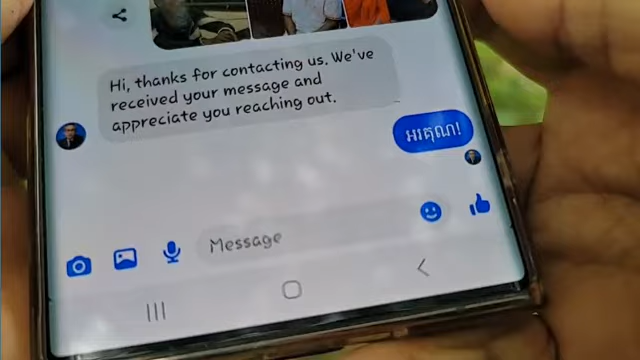 Hi, thanks for contacting us. We've
received your message and
appreciate you reaching out.
អរគុណ!
Message